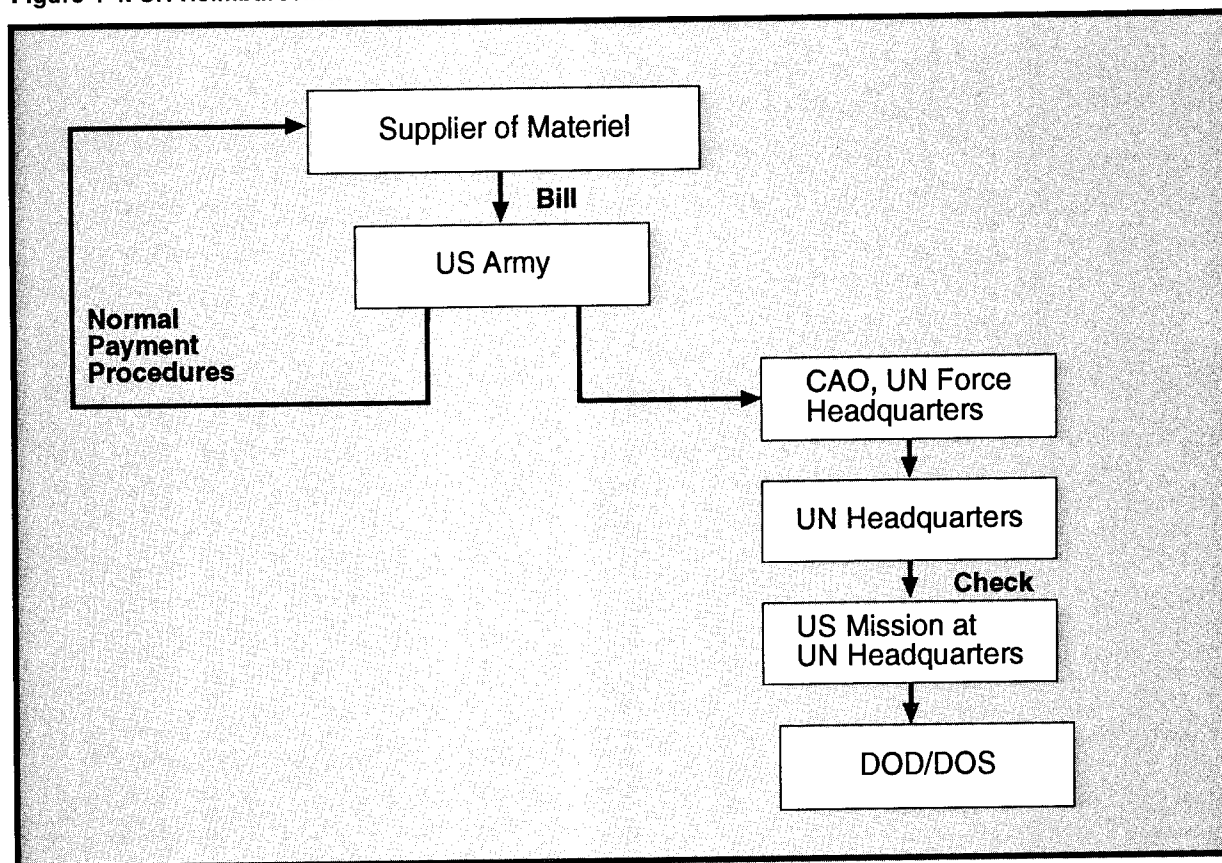 Supplier of Materiel
Bill
US Army
Normal
Payment
Procedures
CAO, UN Force
Headquarters
UN Headquarters
Check
US Mission at
UN Headquarters
DOD/DOS